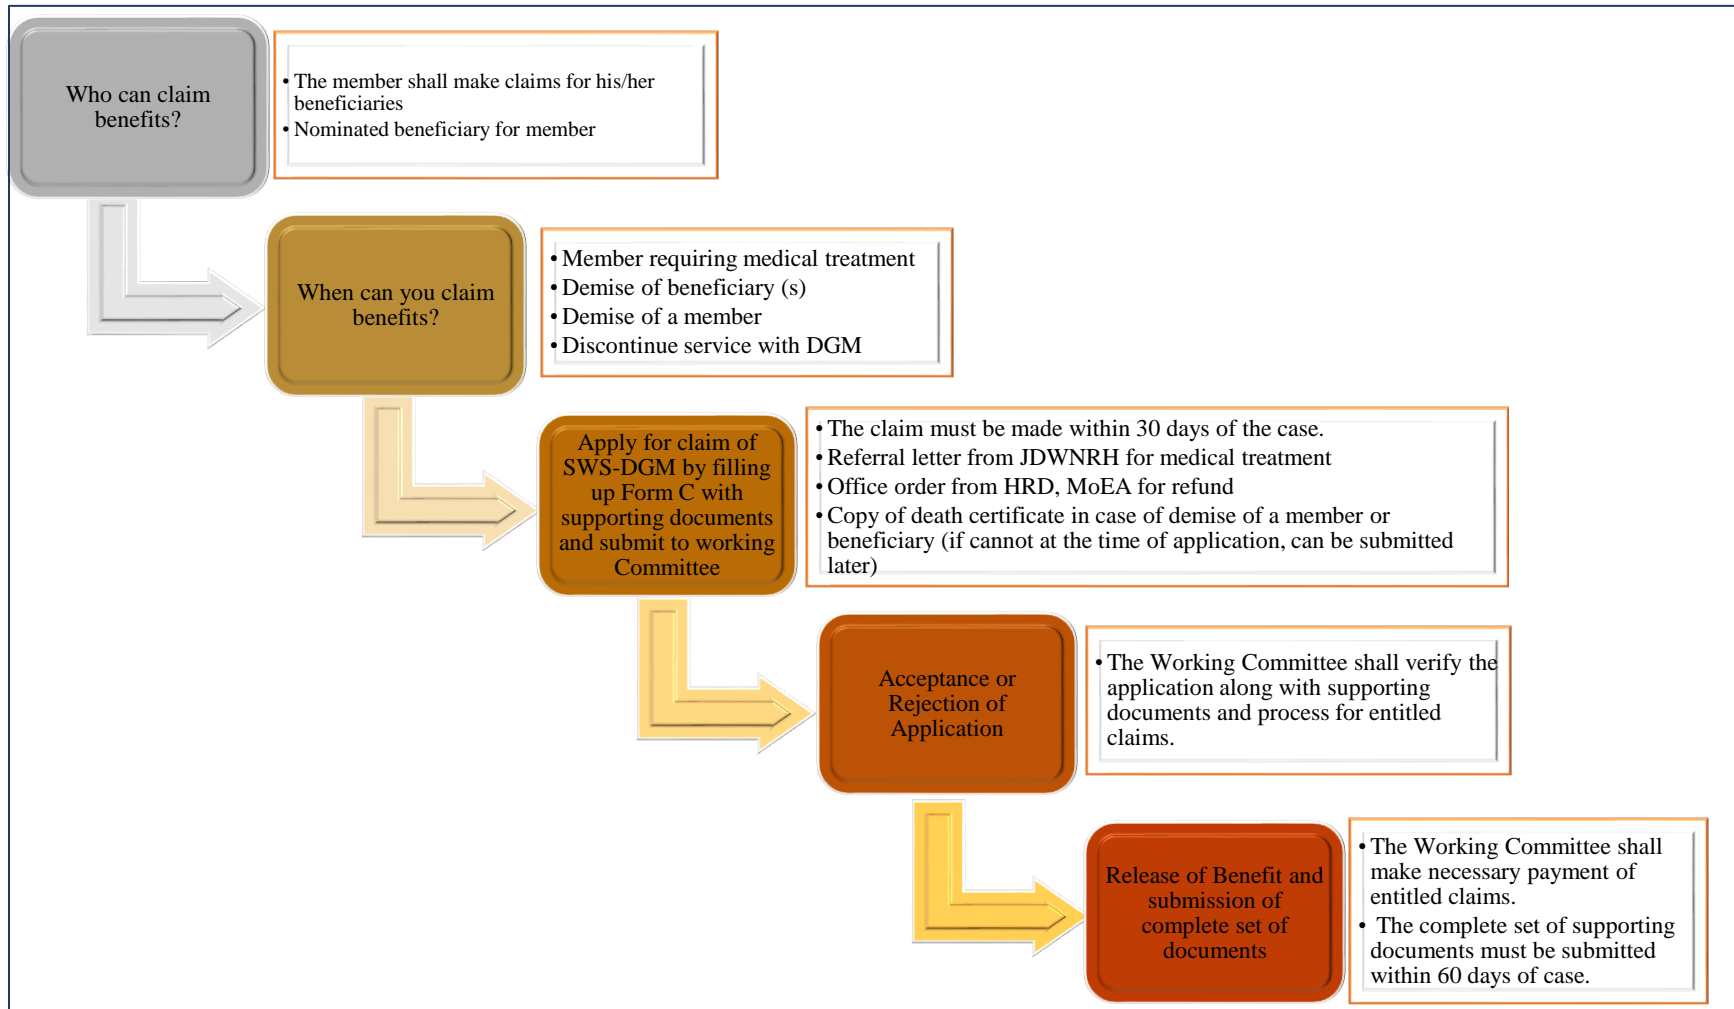 Who can claim
benefits?
• The member shall make claims for his/her
beneficiaries
• Nominated beneficiary for member
When can you claim
benefits?
• Member requiring medical treatment
• Demise of beneficiary (s)
• Demise of a member
• Discontinue service with DGM
Apply for claim of
SWS-DGM by filling
up Form C with
supporting documents
and submit to working
Committee
• The claim must be made within 30 days of the case.
• Referral letter from JDWNRH for medical treatment
• Office order from HRD, MoEA for refund
• Copy of death certificate in case of demise of a member or
beneficiary (if cannot at the time of application, can be submitted
later)
Acceptance or
Rejection of
Application
• The Working Committee shall verify the
application along with supporting
documents and process for entitled
claims.
Release of Benefit and
submission of
complete set of
documents
• The Working Committee shall
make necessary payment of
entitled claims.
• The complete set of supporting
documents must be submitted
within 60 days of case.